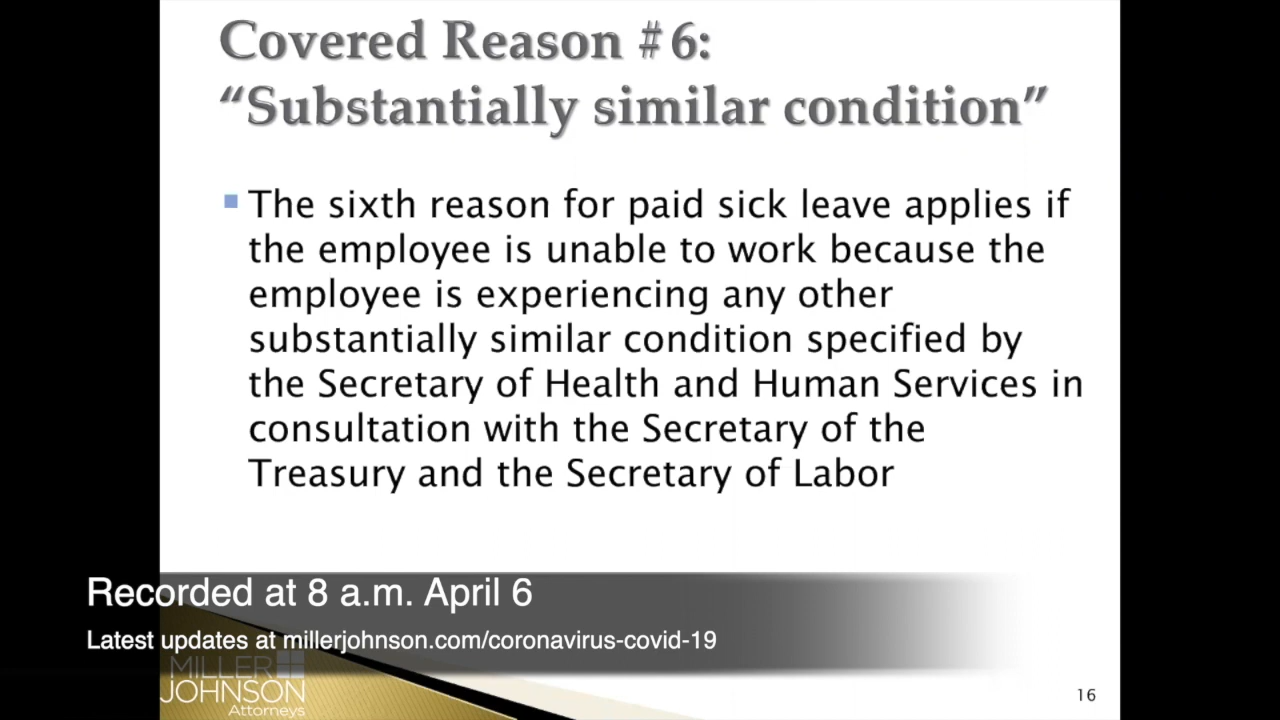 Covered Reason #6:
“Substantially similar condition”
The sixth reason for paid sick leave applies if
the employee is unable to work because the
employee is experiencing any other
substantially similar condition specified by
the Secretary of Health and Human Services in
consultation with the Secretary of the
Treasury and the Secretary of Labor
Recorded at 8 a.m. April 6
Latest updates at millerjohnson.com/coronavirus-covid-19
MILLER
JOHNSON
Attorneys
16